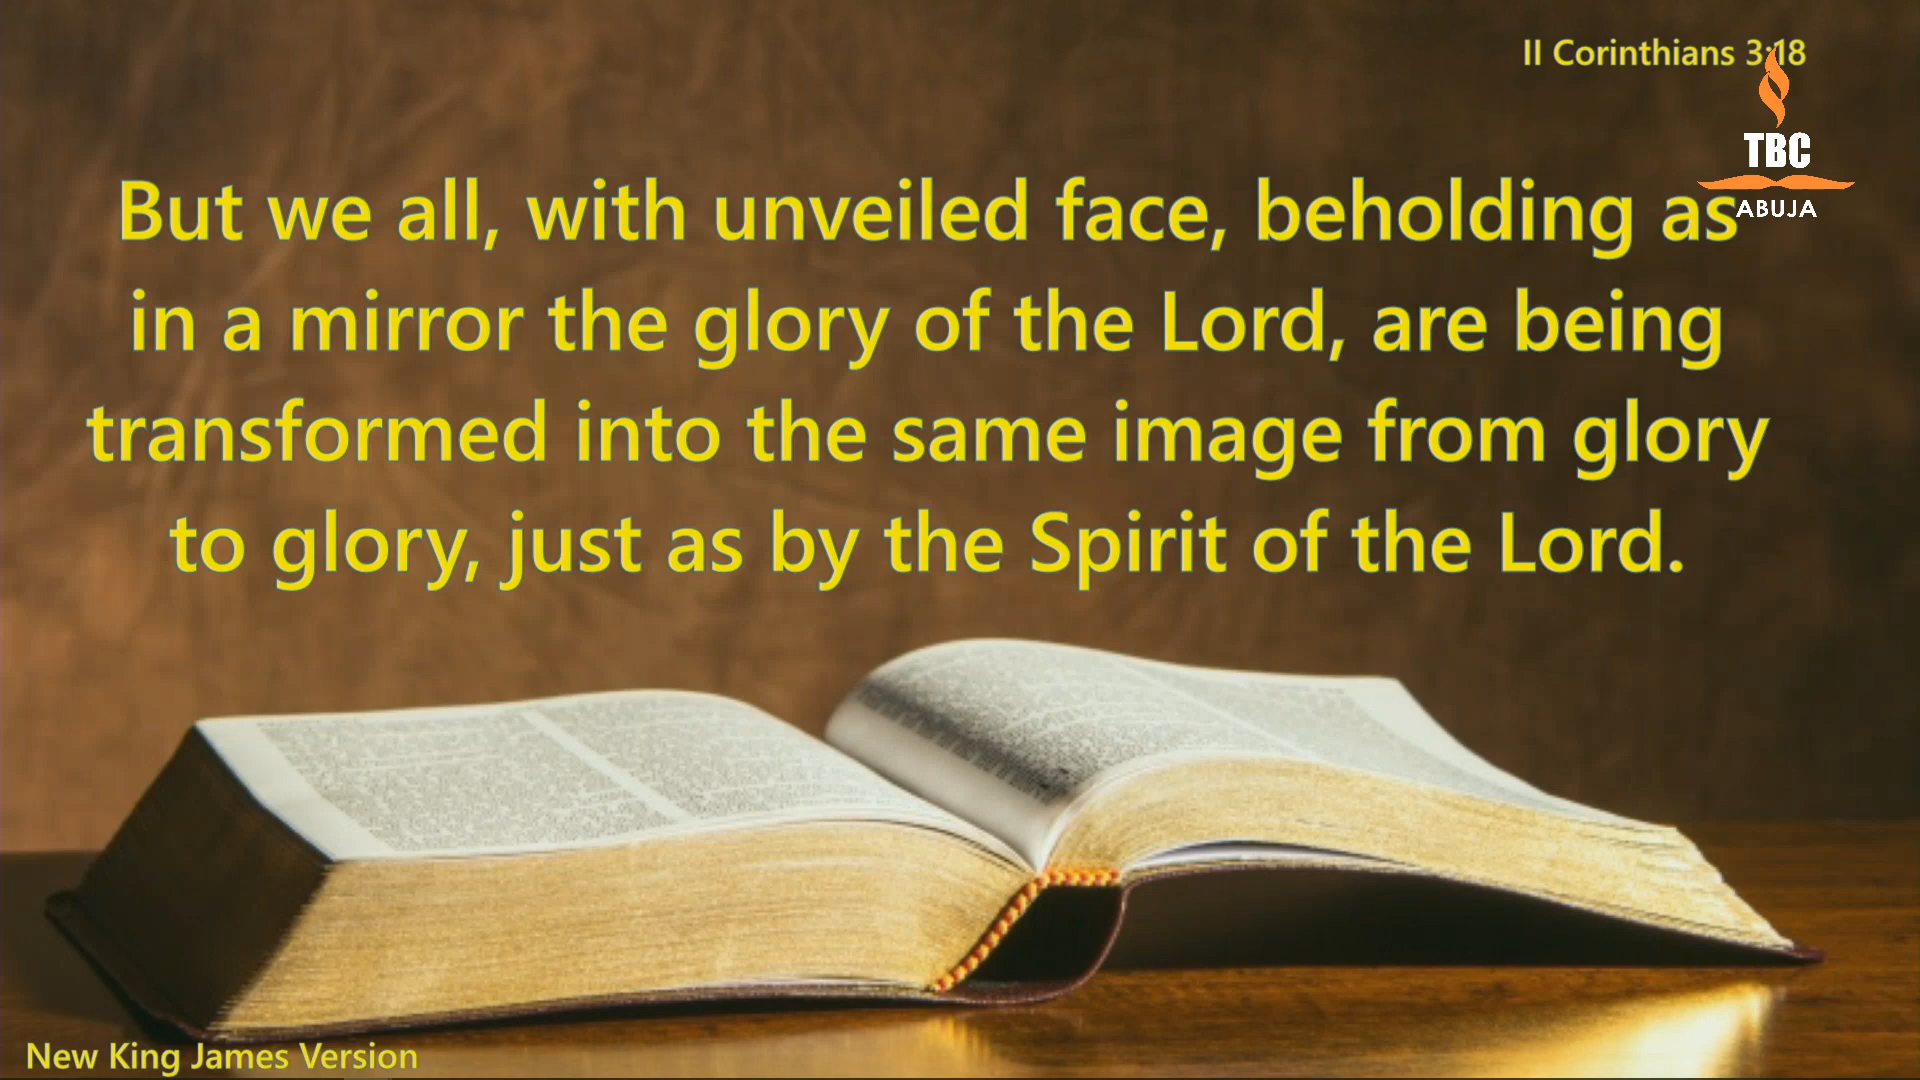 II Corinthians 3:18
TBC
ABUJA
But we all, with unveiled face, beholding as
in a mirror the glory of the Lord, are being
transformed into the same image from glory
to glory, just as by the Spirit of the Lord.
New King James Version